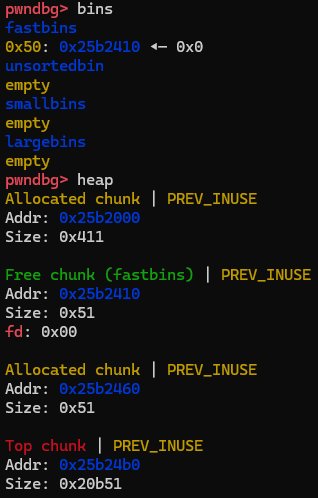 pwndbg> bins
fastbins
0x50: 0x25b2410 ◂— 0x0
unsortedbin
empty
smallbins
empty
largebins
empty
pwndbg> heap
Allocated chunk | PREV_INUSE
Addr: 0x25b2000
Size: 0x411
Free chunk (fastbins) | PREV_INUSE
Addr: 0x25b2410
Size: 0x51
fd: 0x00
Allocated chunk | PREV_INUSE
Addr: 0x25b2460
Size: 0x51
Top chunk | PREV_INUSE
Addr: 0x25b24b0
Size: 0x20b51